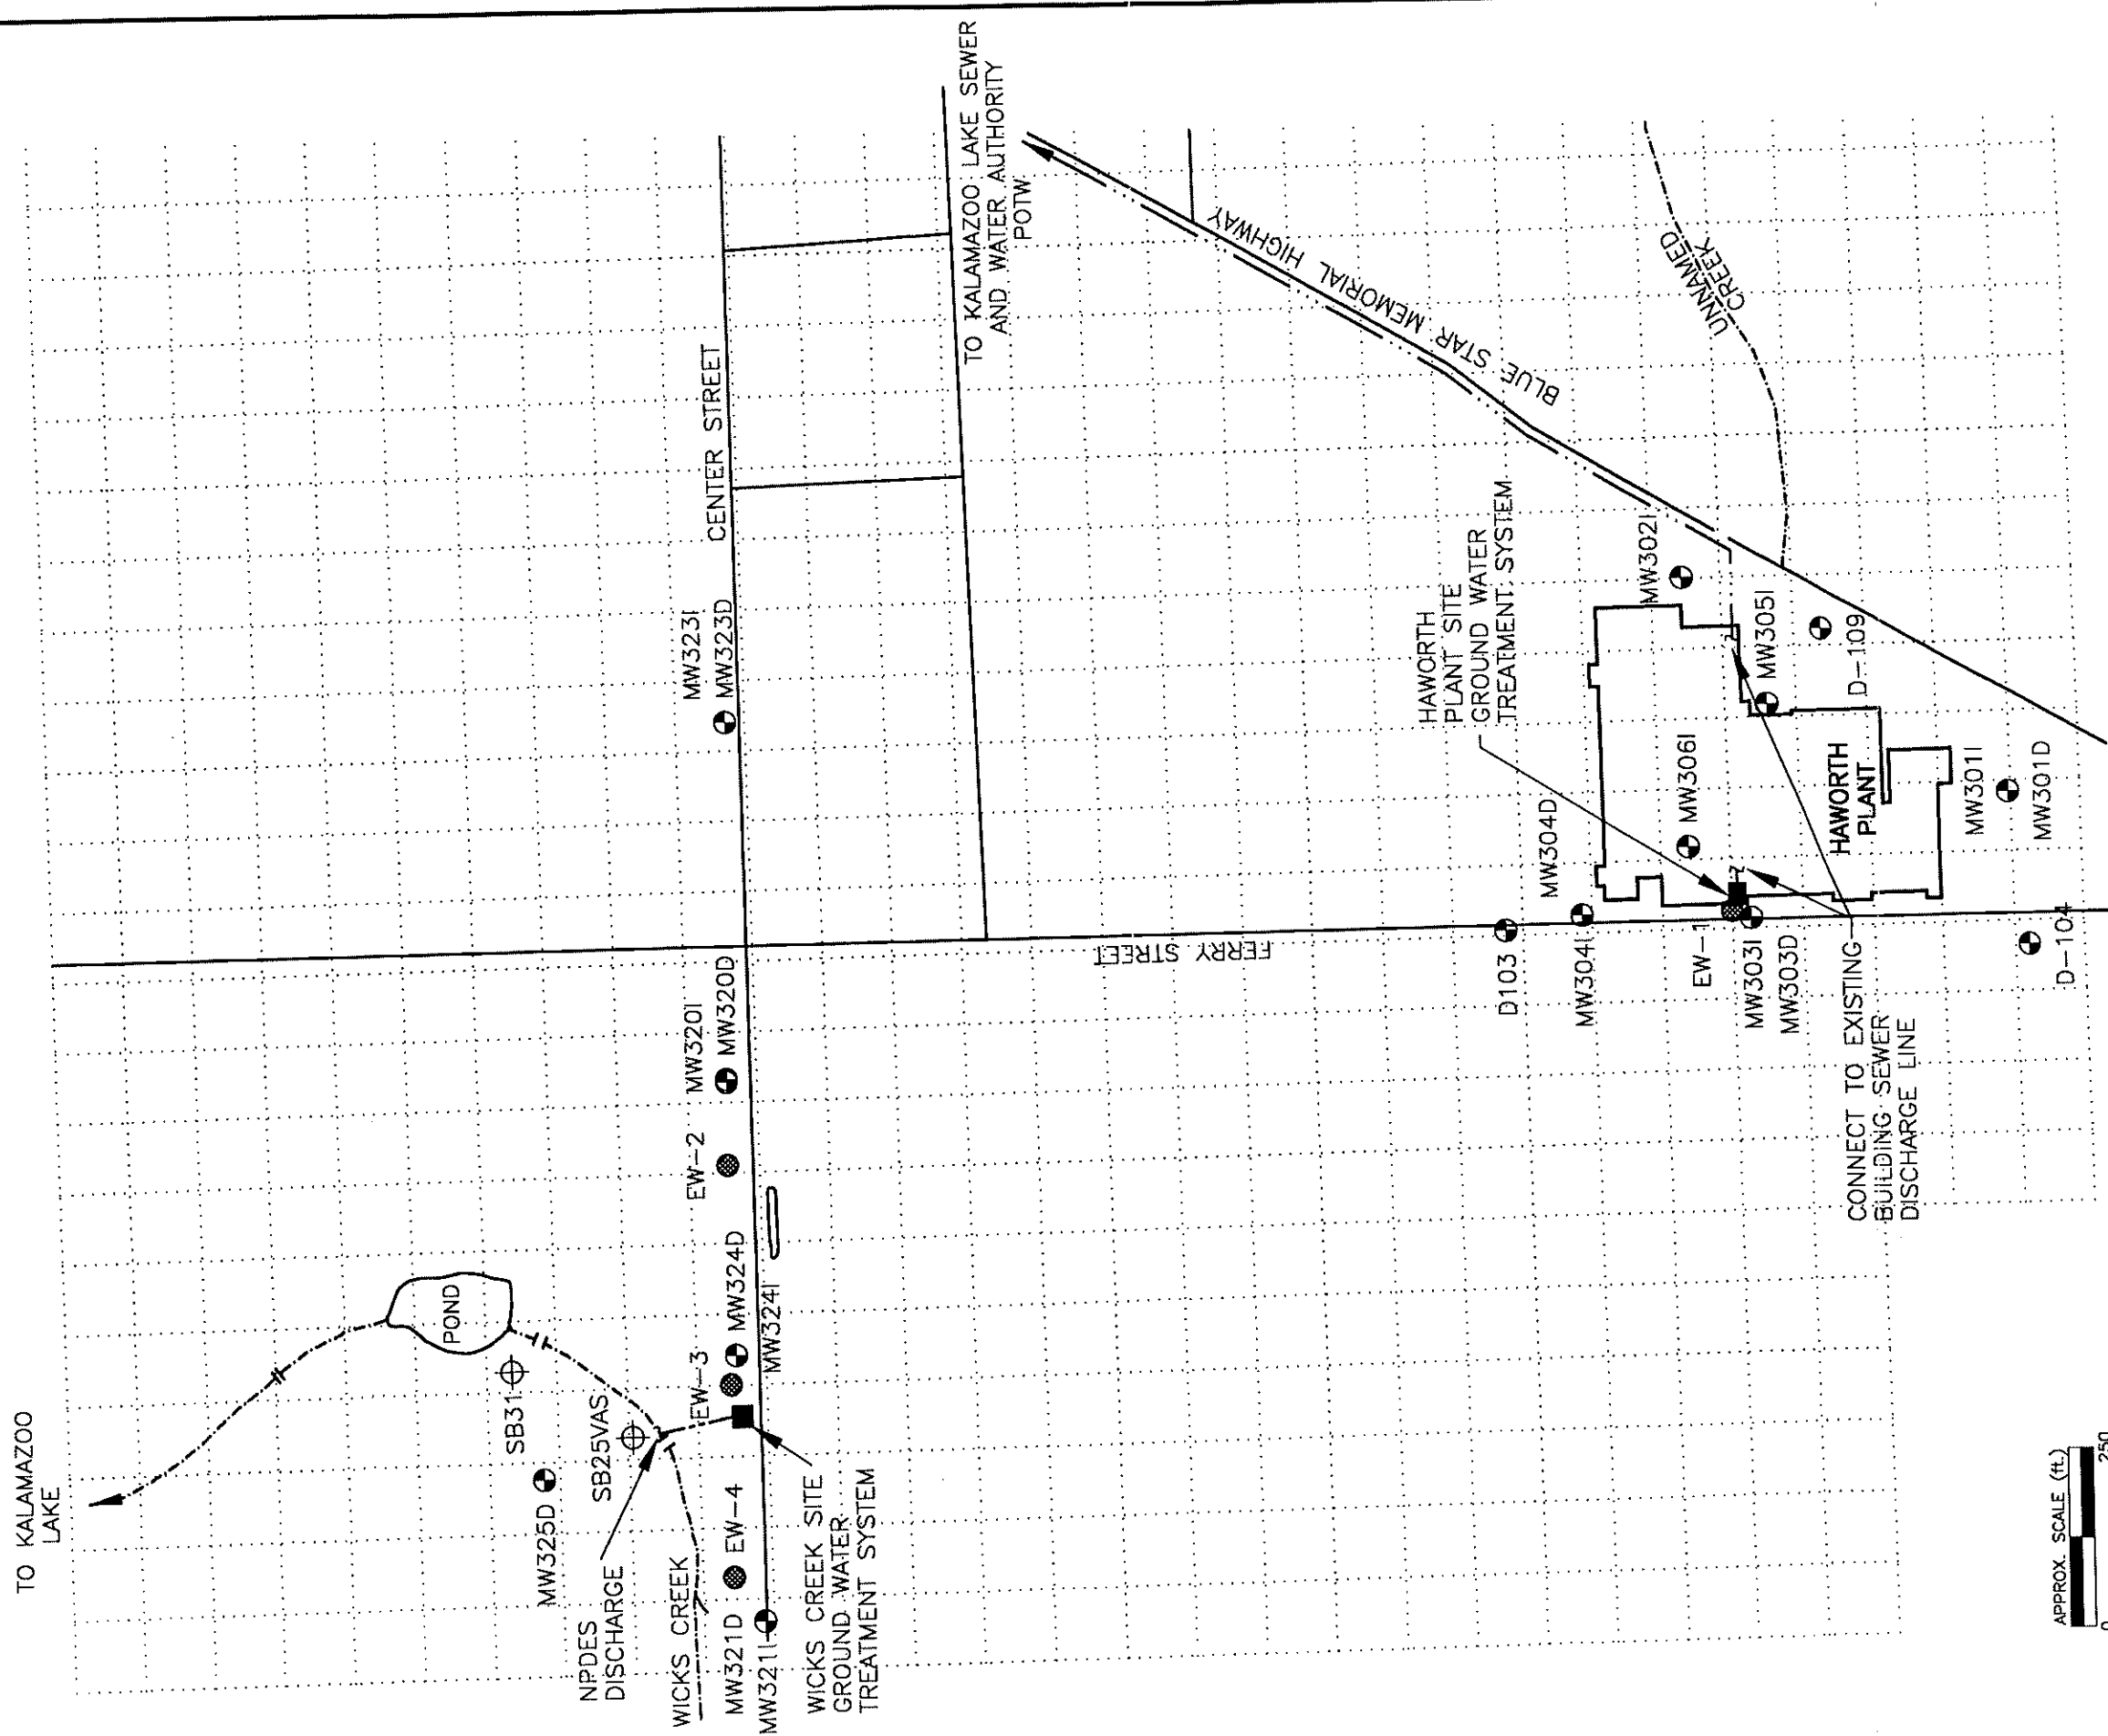 TO KALAMAZOO
LAKE
POND
SB31
MW325D
SB25VAS
NPDES
DISCHARGE
WICKS CREEK
MW321D
EW-4
MW321I
EW-3
MW324D
MW324I
WICKS CREEK SITE
GROUND WATER
TREATMENT SYSTEM
EW-2
MW320I
MW320D
MW323I
MW323D
CENTER STREET
TO KALAMAZOO LAKE SEWER
AND WATER AUTHORITY
POTW
BLUE STAR MEMORIAL HIGHWAY
UNNAMED
CREEK
FERRY STREET
HAWORTH
PLANT SITE
GROUND WATER
TREATMENT SYSTEM
MW302I
MW305I
D-109
MW306I
HAWORTH
PLANT
MW304D
D103
MW304I
EW-1
MW303I
MW303D
MW301I
MW301D
D-104
CONNECT TO EXISTING
BUILDING SEWER
DISCHARGE LINE
APPROX. SCALE (ft.)
0
250